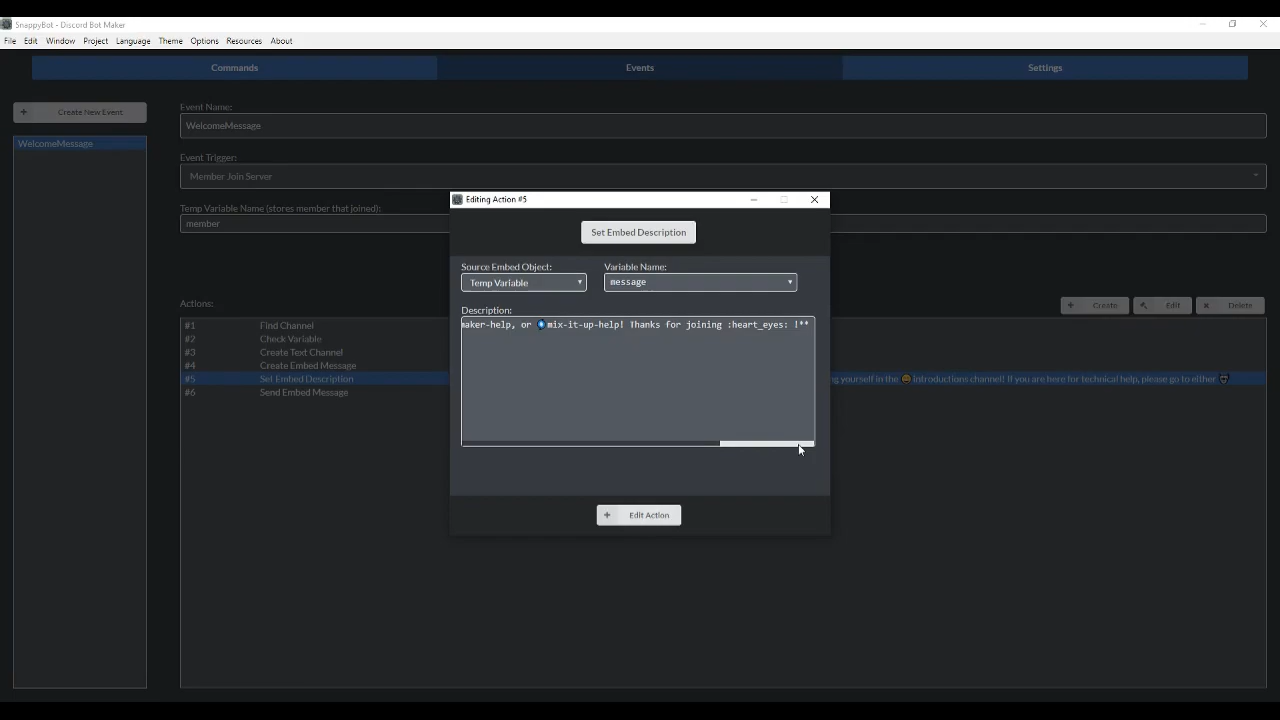 SnappyBot - Discord Bot Maker
File Edit Window Project Language Theme Options Resources About
Commands Events Settings
Create New Event
WelcomeMessage
Event Name:
WelcomeMessage
Event Trigger:
Member Join Server
Temp Variable Name (stores member that joined):
member
Actions:
Create Edit Delete
#1 Find Channel
#2 Check Variable
#3 Create Text Channel
#4 Create Embed Message
#5 Set Embed Description
ng yourself in the 😀 introductions channel! If you are here for technical help, please go to either
#6 Send Embed Message
Editing Action #5
Set Embed Description
Source Embed Object: Variable Name:
Temp Variable message
Description:
maker-help, or mix-it-up-help! Thanks for joining :heart_eyes: !**
Edit Action